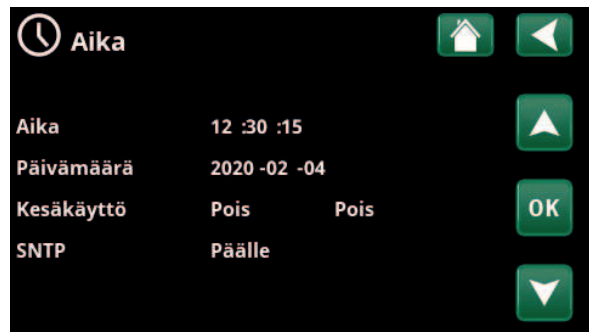 Aika
Aika 12 :30 :15
Päivämäärä 2020 -02 -04
Kesäkäyttö Pois Pois
OK
SNTP Päälle